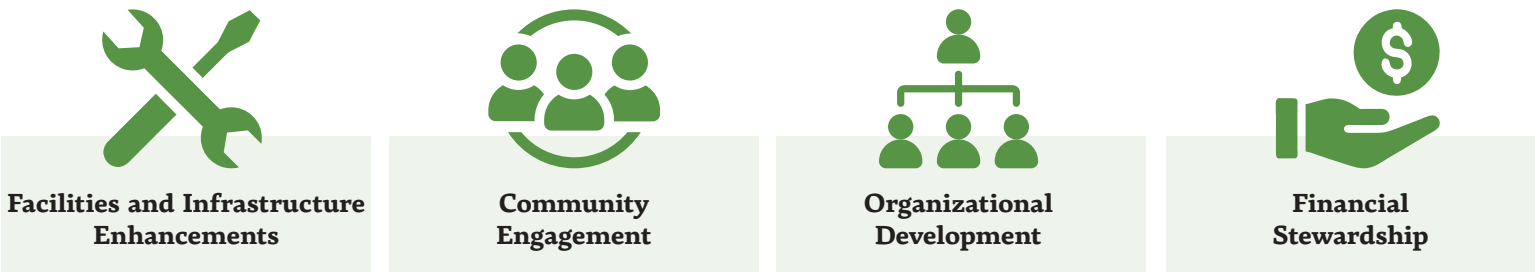 Facilities and Infrastructure
Enhancements
Community
Engagement
Organizational
Development
$
Financial
Stewardship